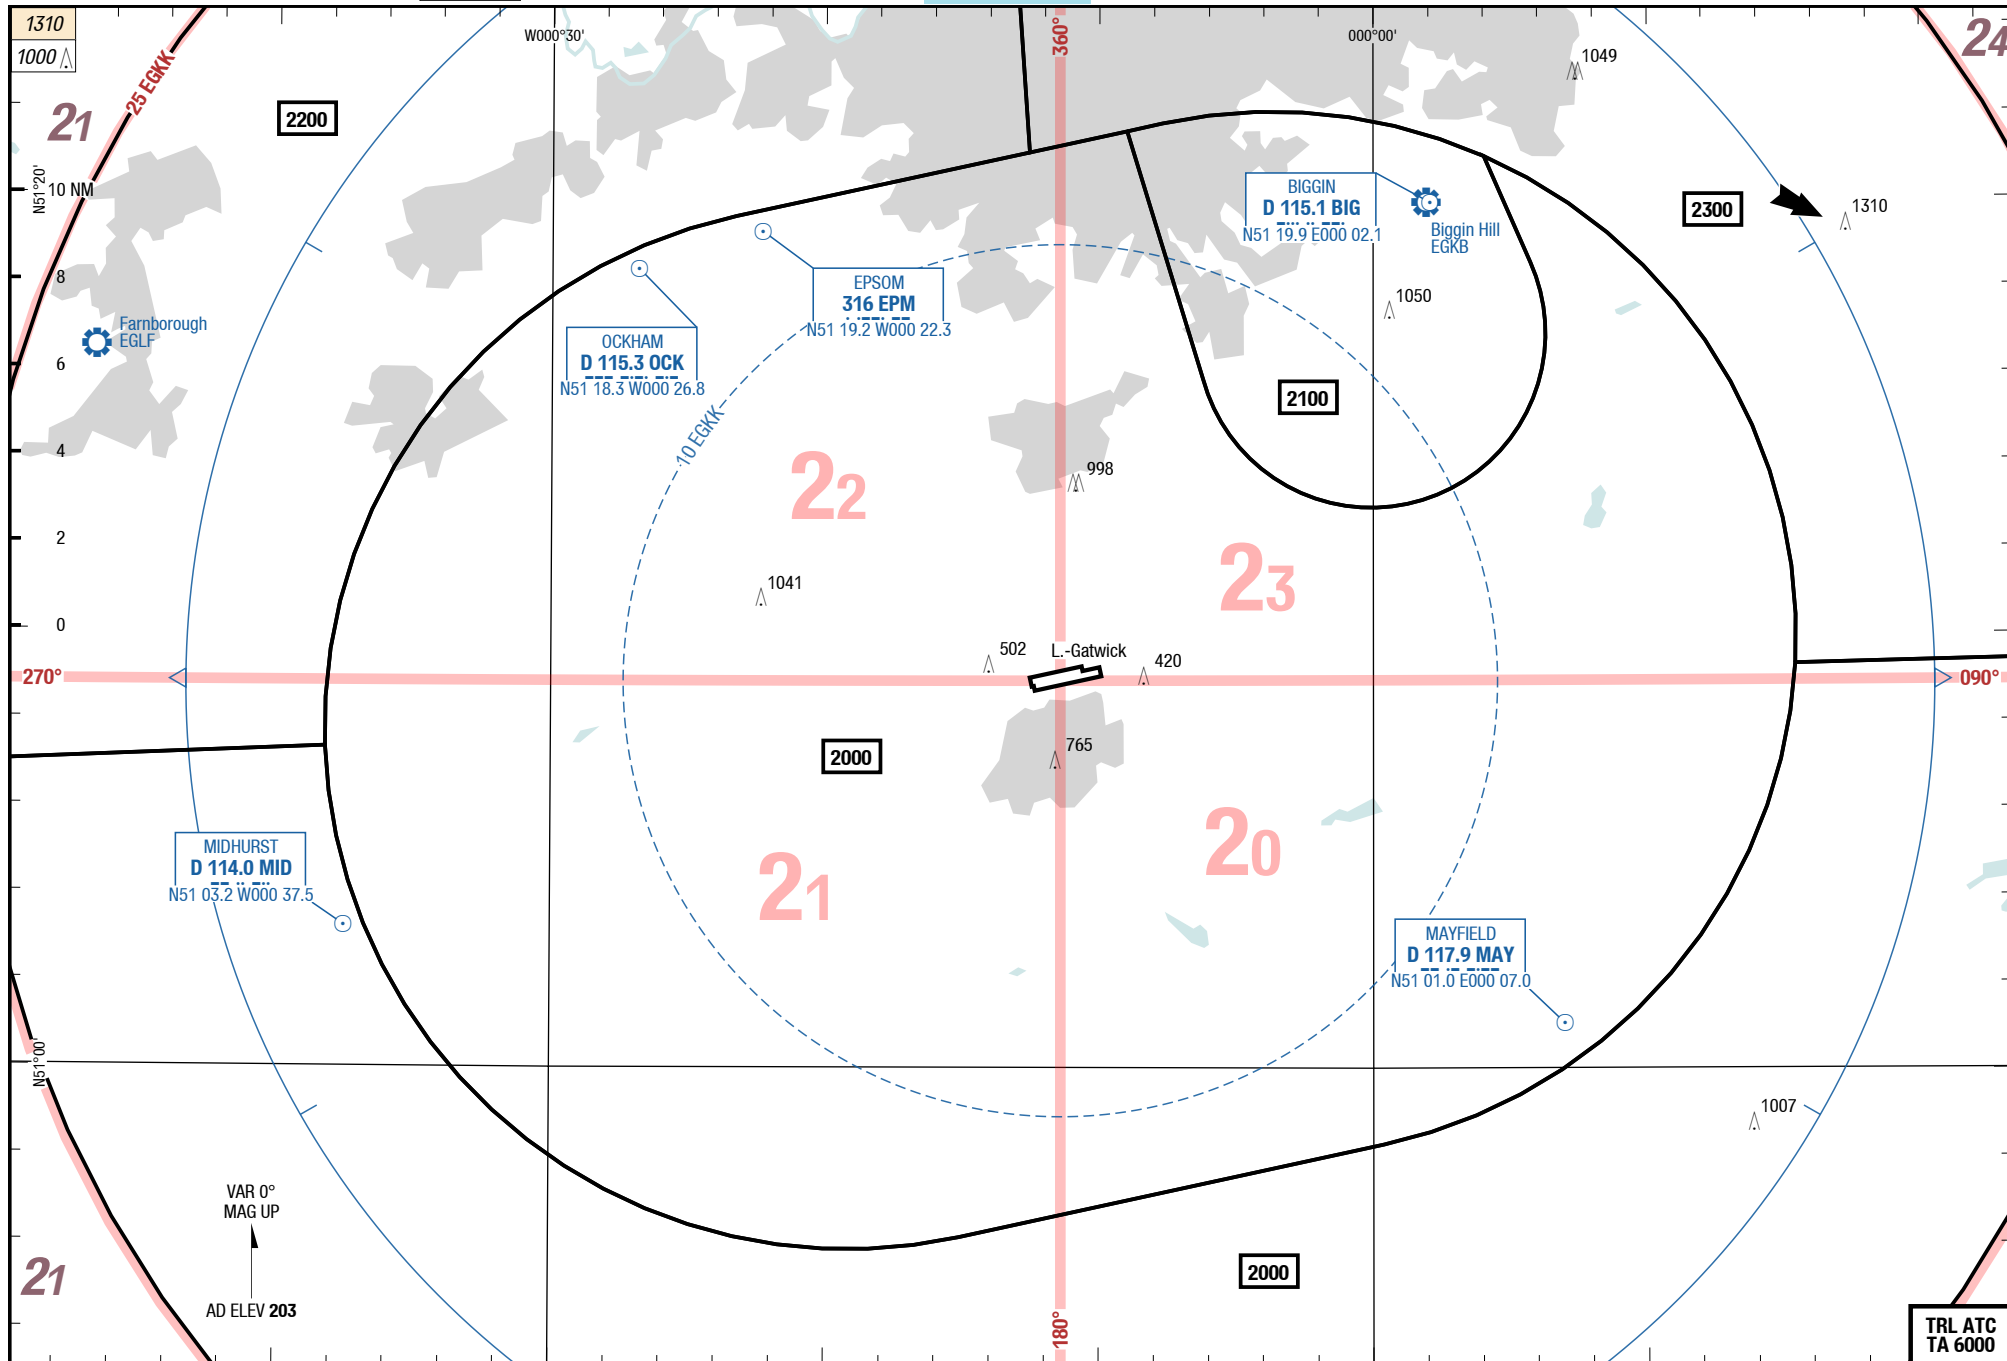 1310
1000
25 EGKK
21
2200
W000°30'
360°
000°00'
1049
24
N51°20'
10 NM
8
6
4
2
0
Farnborough
EGLF
BIGGIN
D 115.1 BIG
N51 19.9 E000 02.1
Biggin Hill
EGKB
2300
1310
EPSOM
316 EPM
N51 19.2 W000 22.3
OCKHAM
D 115.3 OCK
N51 18.3 W000 26.8
1050
2100
10 EGKK
22
998
23
1041
502
L.-Gatwick
420
270°
090°
2000
765
MIDHURST
D 114.0 MID
N51 03.2 W000 37.5
21
20
MAYFIELD
D 117.9 MAY
N51 01.0 E000 07.0
N51°00'
1007
VAR 0°
MAG UP
21
AD ELEV 203
2000
180°
TRL ATC
TA 6000